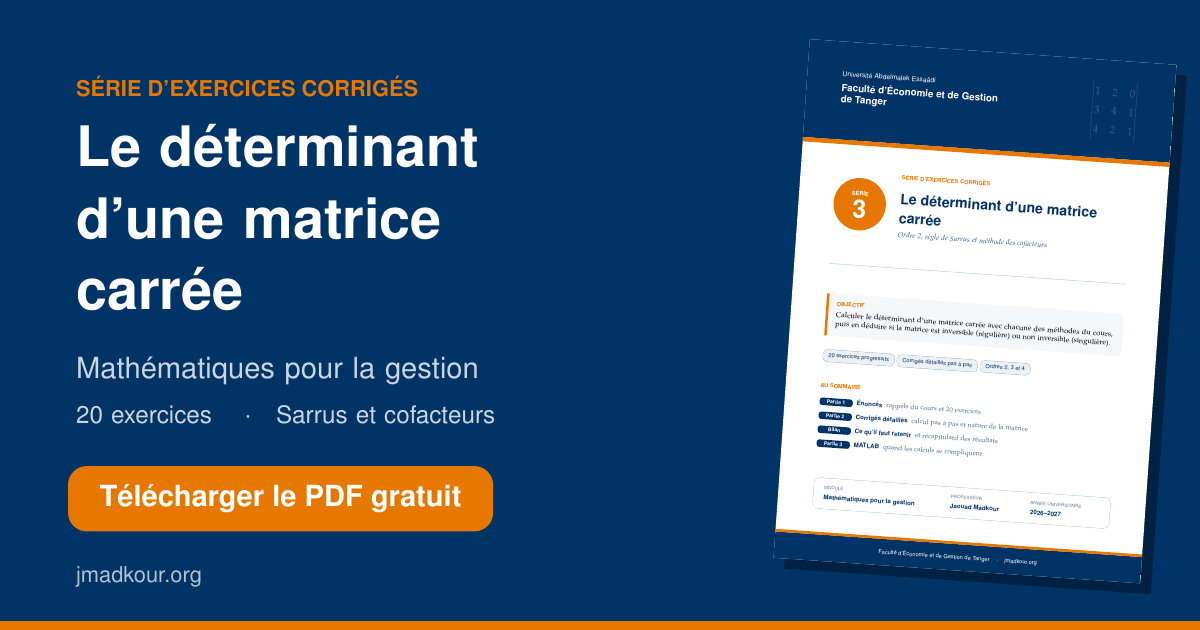 SÉRIE D’EXERCICES CORRIGÉS
Le déterminant
d’une matrice
carrée
Mathématiques pour la gestion
20 exercices · Sarrus et cofacteurs
Télécharger le PDF gratuit
jmadkour.org
Université Abdelmalek Essaâdi
Faculté d’Économie et de Gestion
de Tanger
1 2 0
3 4 1
4 2 1
SÉRIE
3
SÉRIE D’EXERCICES CORRIGÉS
Le déterminant d’une matrice
carrée
Ordre 2, règle de Sarrus et méthode des cofacteurs
OBJECTIF
Calculer le déterminant d’une matrice carrée avec chacune des méthodes du cours,
puis en déduire si la matrice est inversible (régulière) ou non inversible (singulière).
20 exercices progressifs Corrigés détaillés pas à pas Ordres 2, 3 et 4
AU SOMMAIRE
Partie 1 Énoncés rappels du cours et 20 exercices
Partie 2 Corrigés détaillés calcul pas à pas et nature de la matrice
Bilan Ce qu’il faut retenir et récapitulatif des résultats
Partie 3 MATLAB quand les calculs se compliquent
MODULE
Mathématiques pour la gestion
PROFESSEUR
Jaouad Madkour
ANNÉE UNIVERSITAIRE
2026–2027
Faculté d’Économie et de Gestion de Tanger · jmadkour.org